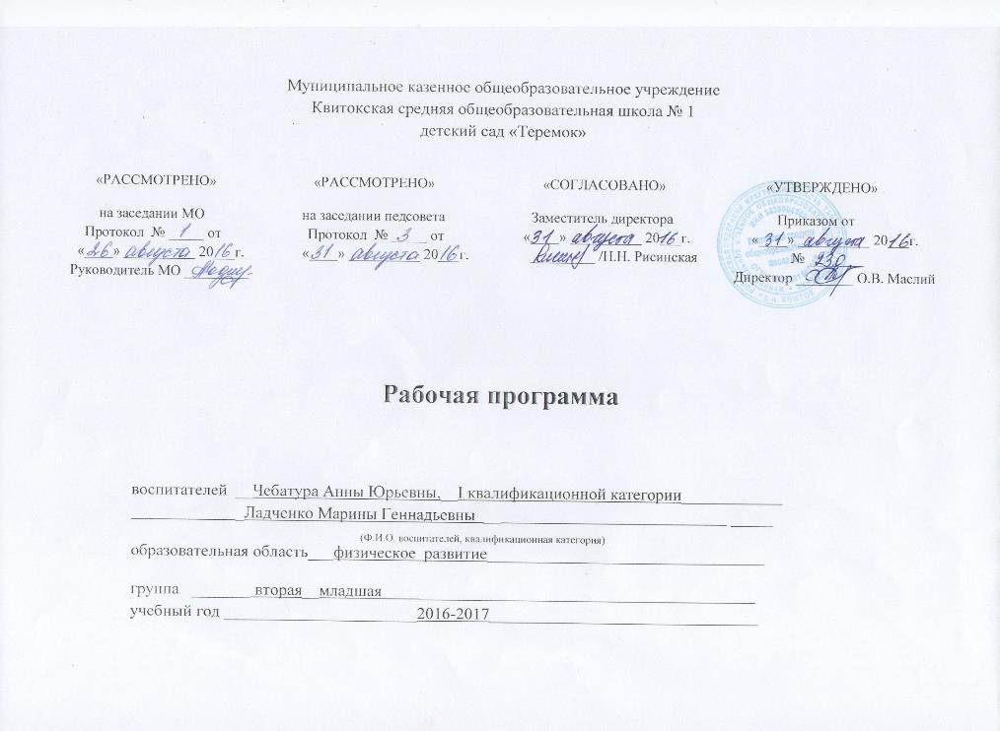 Муниципальное казенное общеобразовательное учреждение
Квитокская средняя общеобразовательная школа № 1
детский сад «Теремок»
«РАССМОТРЕНО»
на заседании МО
Протокол № 1 от
«26» августа 2016 г.
Руководитель МО
«РАССМОТРЕНО»
на заседании педсовета
Протокол № 3 от
«31» августа 2016 г.
«СОГЛАСОВАНО»
Заместитель директора
«31» августа 2016 г.
/Н.Н. Рисинская
«УТВЕРЖДЕНО»
Приказом от
« 31 » августа 2016г.
№ 230
Директор О.В. Маслий
Рабочая программа
воспитателей Чебатура Анны Юрьевны. I квалификационной категории
Ладченко Марины Геннадьевны
(Ф.И.О. воспитателей, квалификационная категория)
образовательная область физическое развитие
группа вторая младшая
учебный год 2016-2017